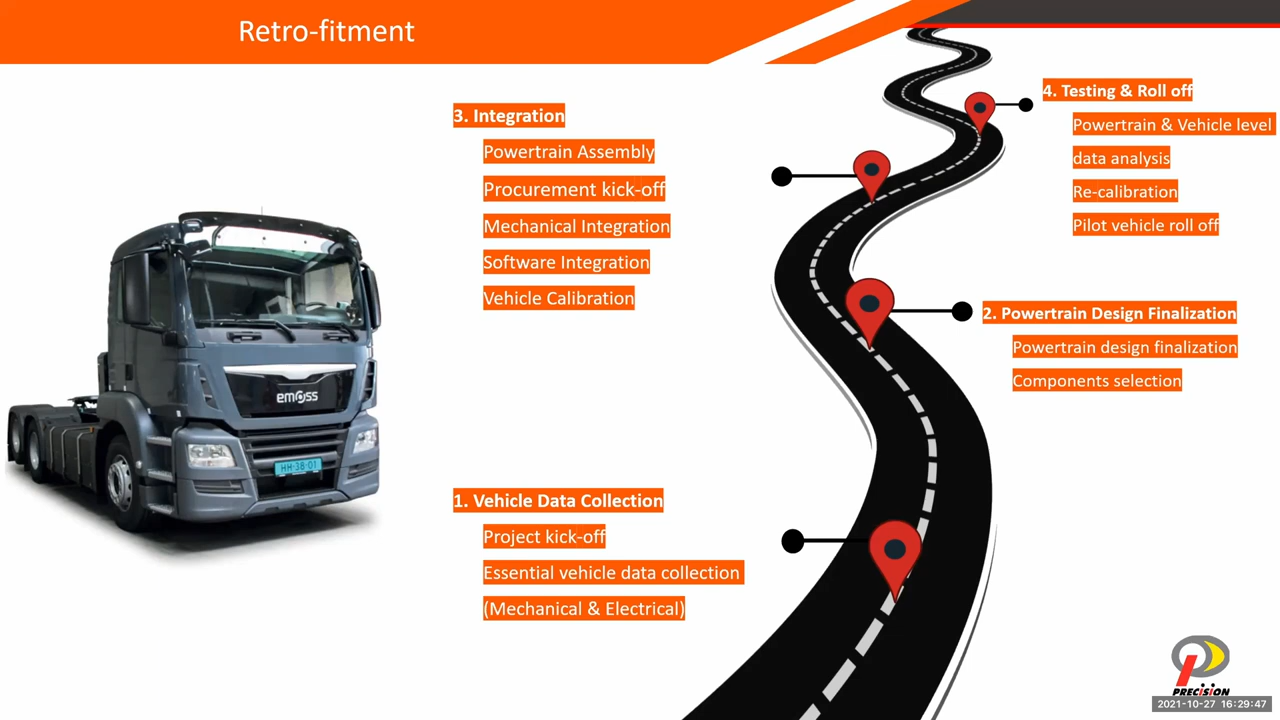 Retro-fitment
4. Testing & Roll off
Powertrain & Vehicle level
data analysis
Re-calibration
Pilot vehicle roll off
3. Integration
Powertrain Assembly
Procurement kick-off
Mechanical Integration
Software Integration
Vehicle Calibration
2. Powertrain Design Finalization
Powertrain design finalization
Components selection
1. Vehicle Data Collection
Project kick-off
Essential vehicle data collection
(Mechanical & Electrical)
emoss
HH-38-01
PRECISION
2021-10-27 16:29:47